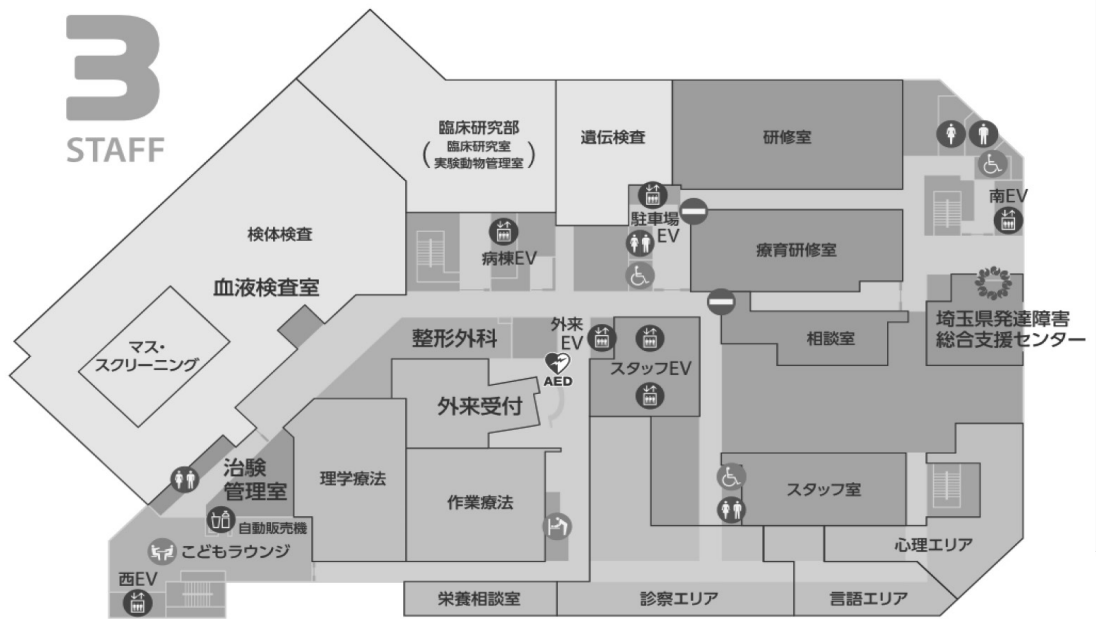 3
STAFF
臨床研究部
(臨床研究室
実験動物管理室)
遺伝検査
研修室
南EV
駐車場
EV
病棟EV
検体検査
血液検査室
療育研修室
埼玉県発達障害
総合支援センター
相談室
マス・
スクリーニング
整形外科
外来
EV
スタッフEV
AED
外来受付
治験
管理室
理学療法
作業療法
スタッフ室
自動販売機
こどもラウンジ
心理エリア
西EV
栄養相談室
診察エリア
言語エリア